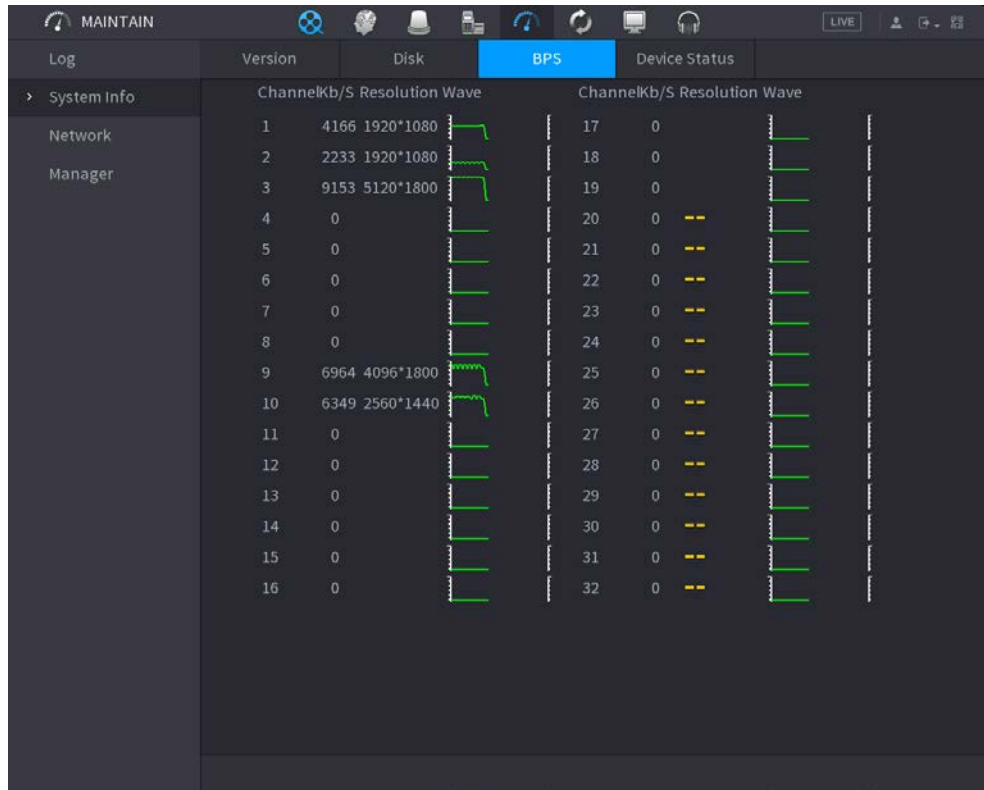 MAINTAIN LIVE
Log
System Info
Network
Manager
Version Disk BPS Device Status
ChannelKb/S Resolution Wave ChannelKb/S Resolution Wave
1 4166 1920*1080 17 0
2 2233 1920*1080 18 0
3 9153 5120*1800 19 0
4 0 20 0 --
5 0 21 0 --
6 0 22 0 --
7 0 23 0 --
8 0 24 0 --
9 6964 4096*1800 25 0 --
10 6349 2560*1440 26 0 --
11 0 27 0 --
12 0 28 0 --
13 0 29 0 --
14 0 30 0 --
15 0 31 0 --
16 0 32 0 --